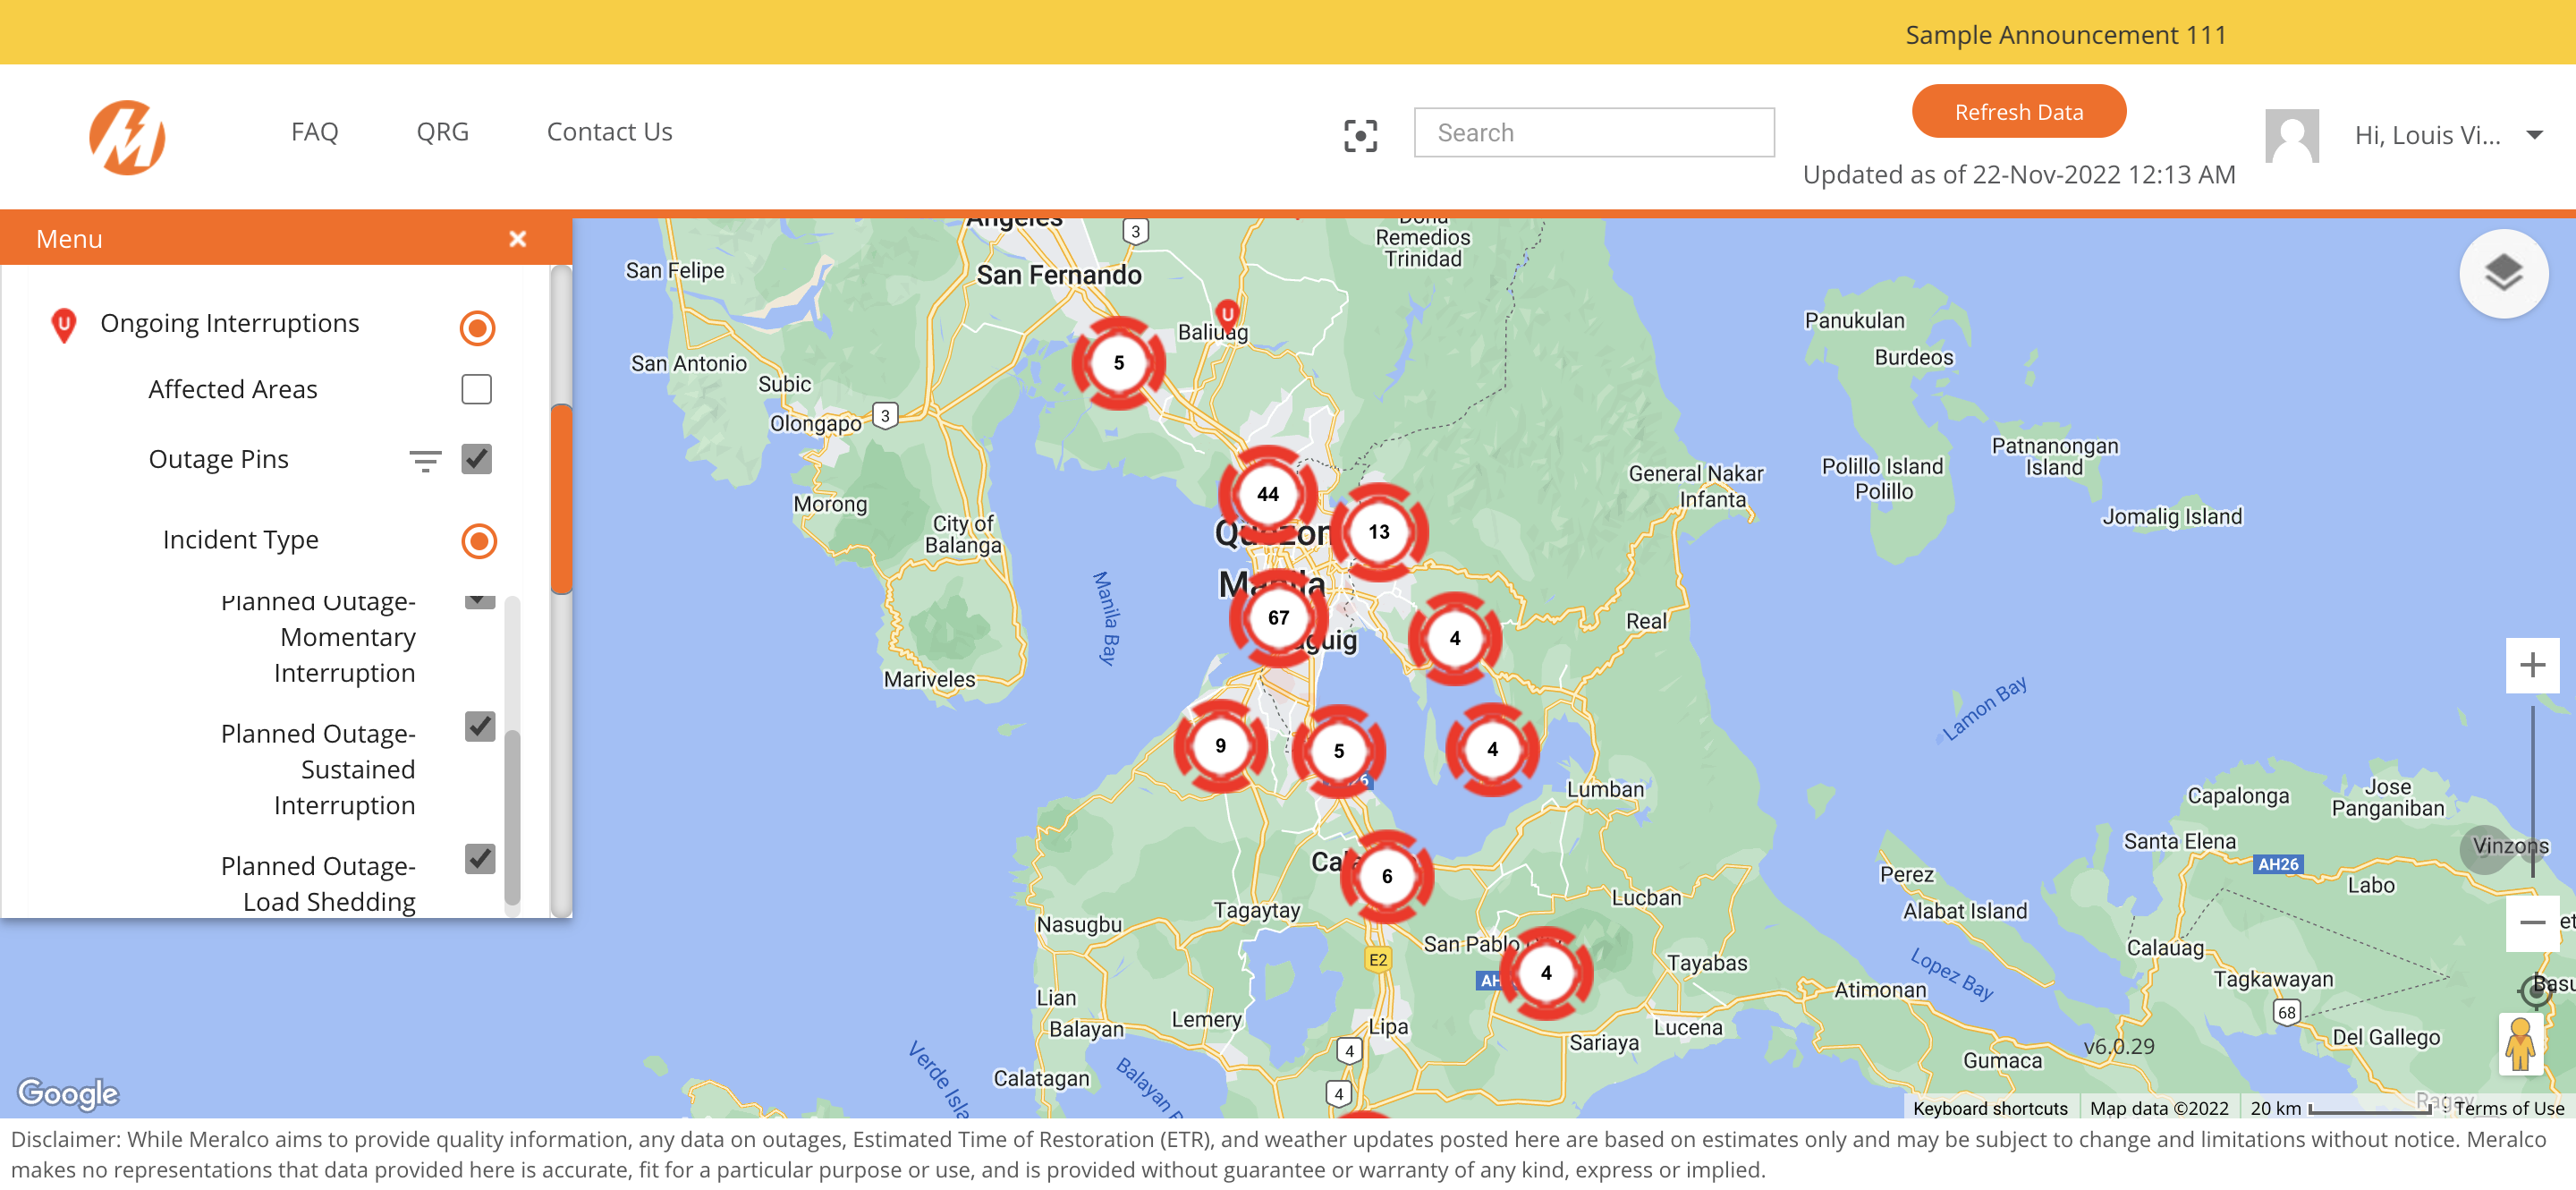 Sample Announcement 111
FAQ
QRG
Contact Us
Search
Refresh Data
Updated as of 22-Nov-2022 12:13 AM
Hi, Louis Vi...
Menu
Ongoing Interruptions
Affected Areas
Outage Pins
Incident Type
Planned Outage-
Momentary
Interruption
Planned Outage-
Sustained
Interruption
Planned Outage-
Load Shedding
Angeles
3
Dona
Remedios
Trinidad
San Felipe
San Fernando
U
Baliuag
Panukulan
Burdeos
San Antonio
5
Subic
Olongapo
3
Patnanongan
Island
Polillo Island
Polillo
General Nakar
Infanta
Jomalig Island
Morong
City of
Balanga
44
Quezon
13
Manila
Manila Bay
67
4
Real
Mariveles
Lamon Bay
9
5
4
Lumban
Capalonga
Jose
Panganiban
Santa Elena
Vinzons
AH26
Labo
6
Perez
Alabat Island
Lucban
Tagaytay
Nasugbu
San Pablo
E2
4
Tayabas
Calauag
Lopez Bay
Tagkawayan
Atimonan
68
Lian
Balayan
Lemery
Lipa
Lucena
Sariaya
4
v6.0.29
Del Gallego
Gumaca
Calatagan
4
Google
Keyboard shortcuts
Map data ©2022
20 km
Terms of Use
Disclaimer: While Meralco aims to provide quality information, any data on outages, Estimated Time of Restoration (ETR), and weather updates posted here are based on estimates only and may be subject to change and limitations without notice. Meralco
makes no representations that data provided here is accurate, fit for a particular purpose or use, and is provided without guarantee or warranty of any kind, express or implied.